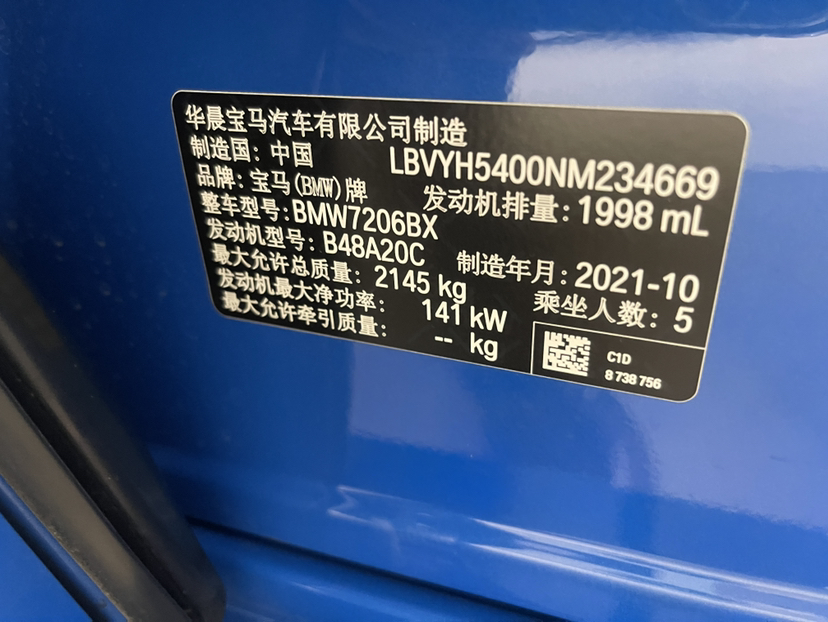 华晨宝马汽车有限公司制造
制造国：中国 LBVYH5400NM234669
品牌：宝马(BMW)牌 发动机排量：1998 mL
整车型号：BMW7206BX
发动机型号：B48A20C 制造年月：2021-10
最大允许总质量：2145 kg 乘坐人数：5
发动机最大净功率：141 kW
最大允许牵引质量：-- kg
C1D
8 738 756